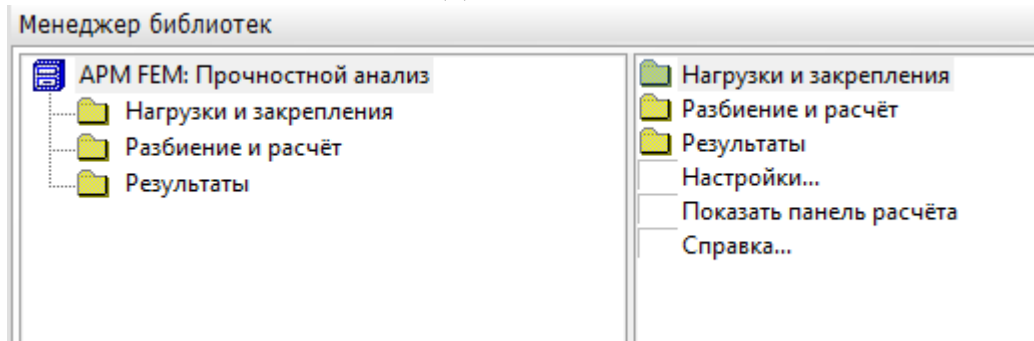 Менеджер библиотек
APM FEM: Прочностной анализ
Нагрузки и закрепления
Разбиение и расчёт
Результаты
Нагрузки и закрепления
Разбиение и расчёт
Результаты
Настройки...
Показать панель расчёта
Справка...